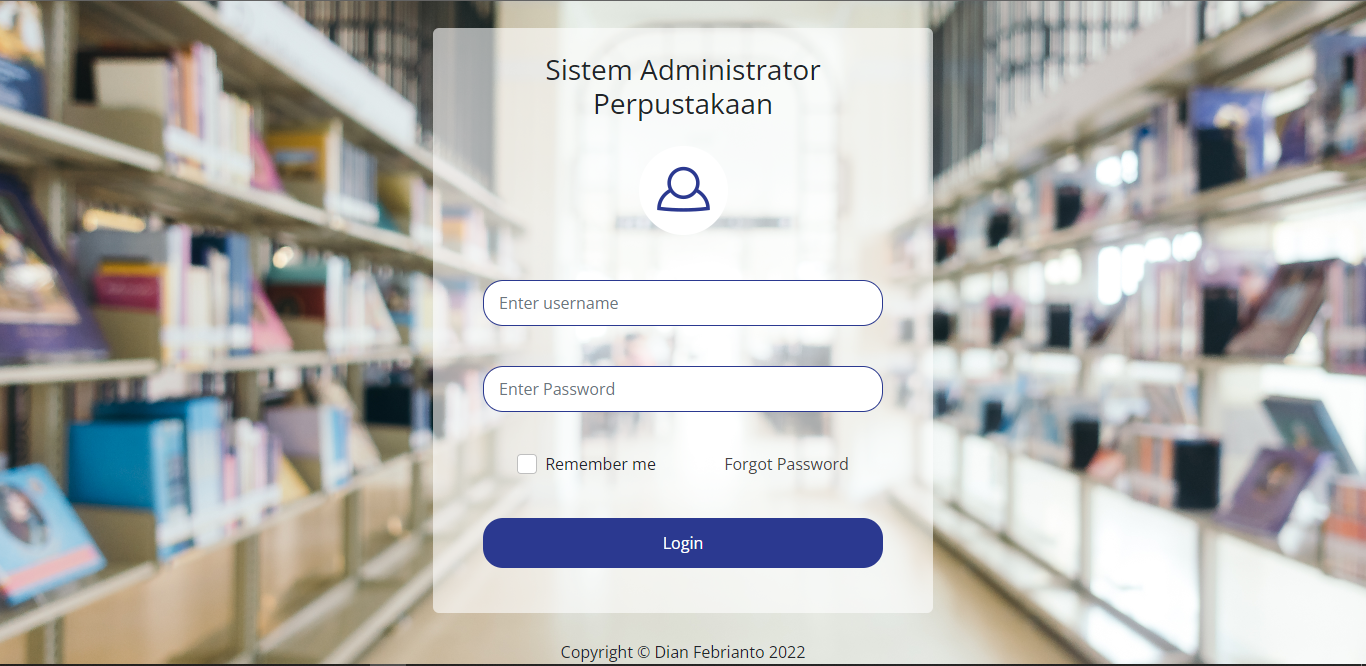 Sistem Administrator
Perpustakaan
Enter username
Enter Password
Remember me Forgot Password
Login
Copyright © Dian Febrianto 2022